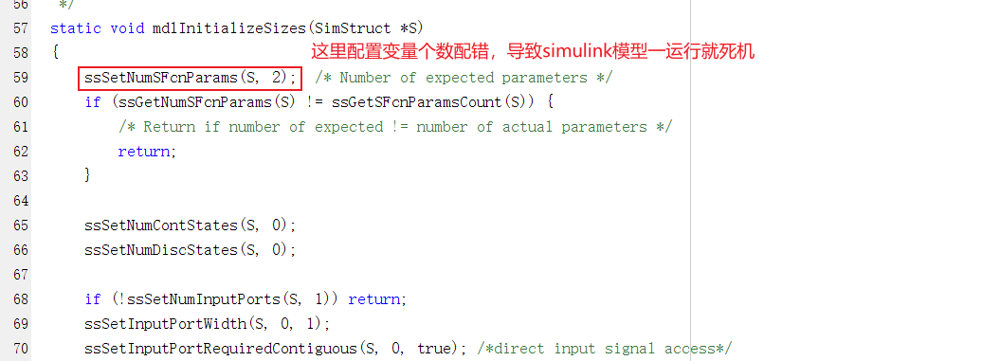 56 */
57 static void mdlInitializeSizes(SimStruct *S)
58 {
这里配置变量个数配错，导致simulink模型一运行就死机
59 ssSetNumSFcnParams(S, 2); /* Number of expected parameters */
60 if (ssGetNumSFcnParams(S) != ssGetSFcnParamsCount(S)) {
61 /* Return if number of expected != number of actual parameters */
62 return;
63 }
64
65 ssSetNumContStates(S, 0);
66 ssSetNumDiscStates(S, 0);
67
68 if (!ssSetNumInputPorts(S, 1)) return;
69 ssSetInputPortWidth(S, 0, 1);
70 ssSetInputPortRequiredContiguous(S, 0, true); /*direct input signal access*/